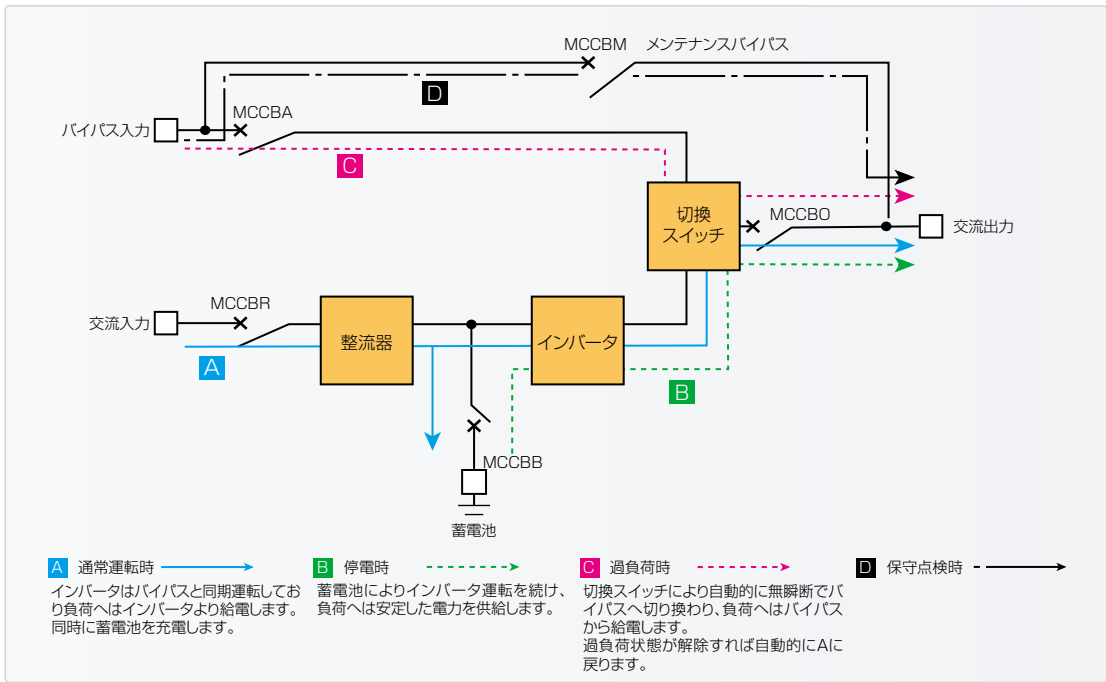 MCCBM
メンテナンスバイパス
D
MCCBA
バイパス入力
C
切換
スイッチ
MCCBO
交流出力
MCCBR
交流入力
整流器
インバータ
A
B
MCCBB
蓄電池
A 通常運転時
インバータはバイパスと同期運転してお
り負荷へはインバータより給電します。
同時に蓄電池を充電します。
B 停電時
蓄電池によりインバータ運転を続け、
負荷へは安定した電力を供給します。
C 過負荷時
切換スイッチにより自動的に無瞬断でバ
イパスへ切り換わり、負荷へはバイパス
から給電します。
過負荷状態が解除すれば自動的にAに
戻ります。
D 保守点検時